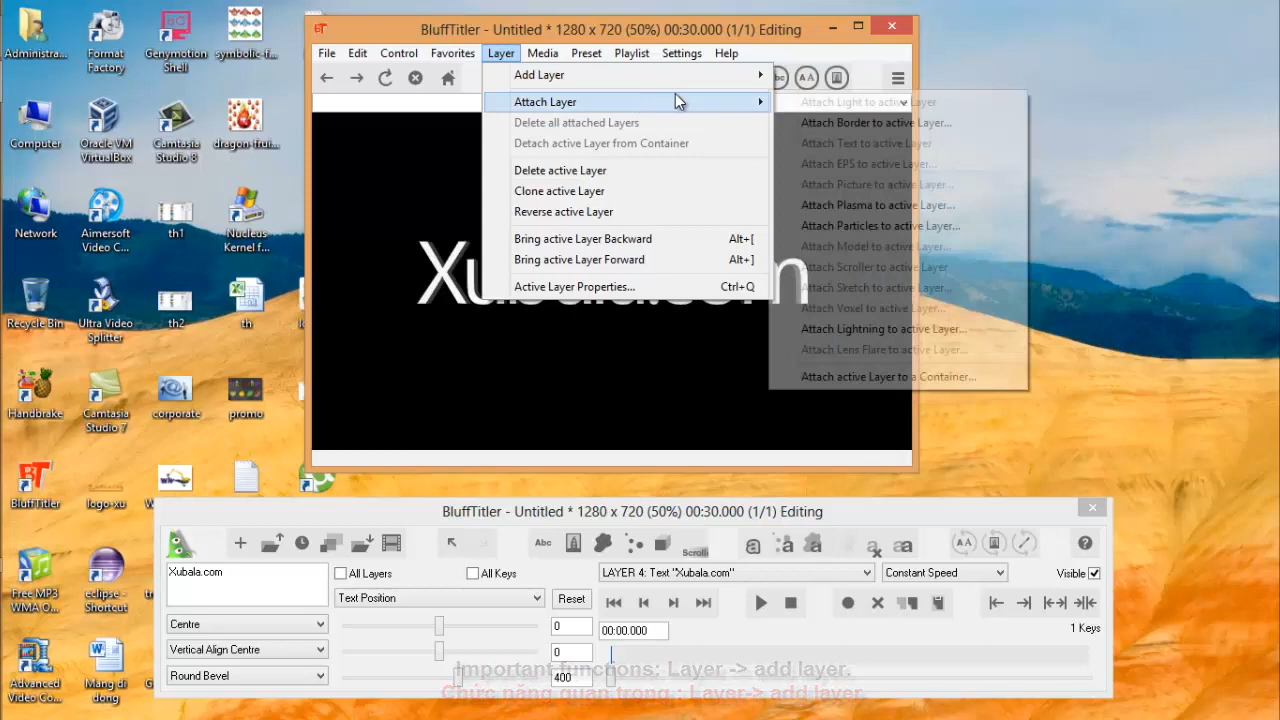 BluffTitler - Untitled * 1280 x 720 (50%) 00:30.000 (1/1) Editing
File Edit Control Favorites Layer Media Preset Playlist Settings Help
Add Layer
Attach Layer
Delete all attached Layers
Detach active Layer from Container
Delete active Layer
Clone active Layer
Reverse active Layer
Bring active Layer Backward Alt+[
Bring active Layer Forward Alt+]
Active Layer Properties... Ctrl+Q
Attach Light to active Layer
Attach Border to active Layer...
Attach Text to active Layer
Attach EPS to active Layer...
Attach Picture to active Layer...
Attach Plasma to active Layer...
Attach Particles to active Layer...
Attach Model to active Layer...
Attach Scroller to active Layer
Attach Sketch to active Layer...
Attach Voxel to active Layer...
Attach Lightning to active Layer...
Attach Lens Flare to active Layer...
Attach active Layer to a Container...
Administra...
Format Factory
Genymotion Shell
symbolic-f...
Computer
Oracle VM VirtualBox
Camtasia Studio 8
dragon-frui...
Network
Aimersoft Video C...
th1
Nucleus Kernel f...
Recycle Bin
Ultra Video Splitter
th2
th
Handbrake
Camtasia Studio 7
corporate
promo
BluffTitler
logo-xu
Free MP3 WMA O...
eclipse - Shortcut
Advanced Video Co...
Mang di dong
BluffTitler - Untitled * 1280 x 720 (50%) 00:30.000 (1/1) Editing
Abc
Scroll
AA
Xubala.com
All Layers
All Keys
LAYER 4: Text "Xubala.com"
Constant Speed
Visible
Text Position
Reset
Centre
0
00:00.000
1 Keys
Vertical Align Centre
0
Round Bevel
400
Important functions: Layer -> add layer.
Chức năng quan trọng : Layer-> add layer.